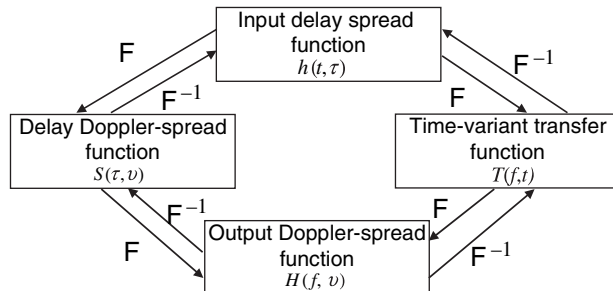 Input delay spread
function
h(t,τ)
F
F⁻¹
F⁻¹
F
Delay Doppler-spread
function
S(τ,υ)
Time-variant transfer
function
T(f,t)
F⁻¹
F
F
F⁻¹
Output Doppler-spread
function
H(f, υ)